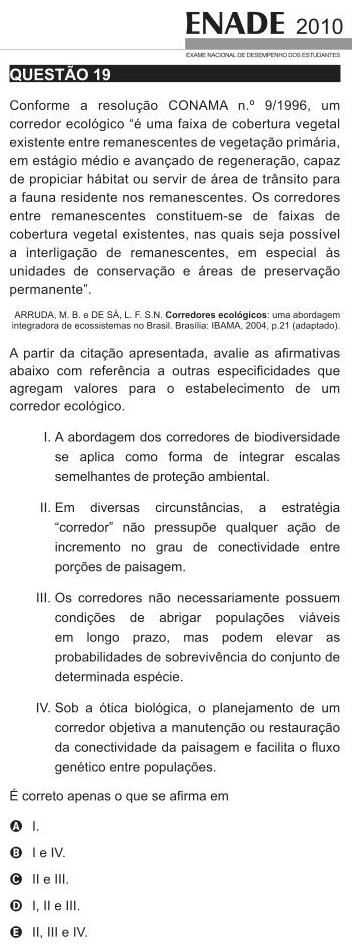 ENADE 2010
EXAME NACIONAL DE DESEMPENHO DOS ESTUDANTES
QUESTÃO 19
Conforme a resolução CONAMA n.º 9/1996, um
corredor ecológico “é uma faixa de cobertura vegetal
existente entre remanescentes de vegetação primária,
em estágio médio e avançado de regeneração, capaz
de propiciar hábitat ou servir de área de trânsito para
a fauna residente nos remanescentes. Os corredores
entre remanescentes constituem-se de faixas de
cobertura vegetal existentes, nas quais seja possível
a interligação de remanescentes, em especial às
unidades de conservação e áreas de preservação
permanente”.
ARRUDA, M. B. e DE SÁ, L. F. S.N. Corredores ecológicos: uma abordagem
integradora de ecossistemas no Brasil. Brasília: IBAMA, 2004, p.21 (adaptado).
A partir da citação apresentada, avalie as afirmativas
abaixo com referência a outras especificidades que
agregam valores para o estabelecimento de um
corredor ecológico.
I. A abordagem dos corredores de biodiversidade
se aplica como forma de integrar escalas
semelhantes de proteção ambiental.
II. Em diversas circunstâncias, a estratégia
“corredor” não pressupõe qualquer ação de
incremento no grau de conectividade entre
porções de paisagem.
III. Os corredores não necessariamente possuem
condições de abrigar populações viáveis
em longo prazo, mas podem elevar as
probabilidades de sobrevivência do conjunto de
determinada espécie.
IV. Sob a ótica biológica, o planejamento de um
corredor objetiva a manutenção ou restauração
da conectividade da paisagem e facilita o fluxo
genético entre populações.
É correto apenas o que se afirma em
A I.
B I e IV.
C II e III.
D I, II e III.
E II, III e IV.